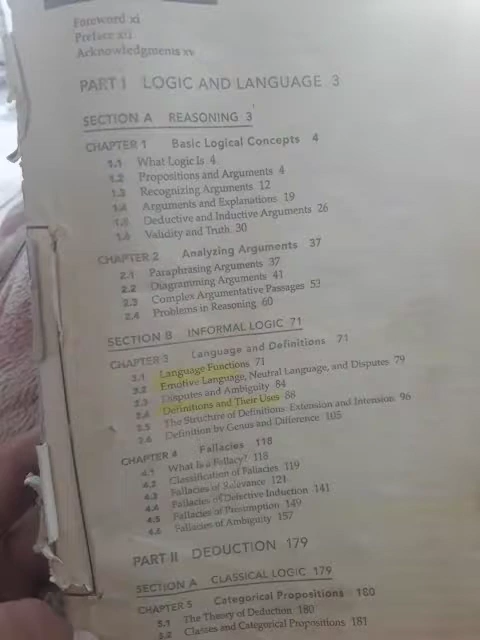 Foreword xi
Preface xii
Acknowledgments xv
PART I LOGIC AND LANGUAGE 3
SECTION A REASONING 3
CHAPTER 1 Basic Logical Concepts 4
1.1 What Logic Is 4
1.2 Propositions and Arguments 4
1.3 Recognizing Arguments 12
1.4 Arguments and Explanations 19
1.5 Deductive and Inductive Arguments 26
1.6 Validity and Truth 30
CHAPTER 2 Analyzing Arguments 37
2.1 Paraphrasing Arguments 37
2.2 Diagramming Arguments 41
2.3 Complex Argumentative Passages 53
2.4 Problems in Reasoning 60
SECTION B INFORMAL LOGIC 71
CHAPTER 3 Language and Definitions 71
3.1 Language Functions 71
3.2 Emotive Language, Neutral Language, and Disputes 79
3.3 Disputes and Ambiguity 84
3.4 Definitions and Their Uses 88
3.5 The Structure of Definitions: Extension and Intension 96
3.6 Definition by Genus and Difference 105
CHAPTER 4 Fallacies 118
4.1 What Is a Fallacy? 118
4.2 Classification of Fallacies 119
4.3 Fallacies of Relevance 121
4.4 Fallacies of Defective Induction 141
4.5 Fallacies of Presumption 149
4.6 Fallacies of Ambiguity 157
PART II DEDUCTION 179
SECTION A CLASSICAL LOGIC 179
CHAPTER 5 Categorical Propositions 180
5.1 The Theory of Deduction 180
5.2 Classes and Categorical Propositions 181